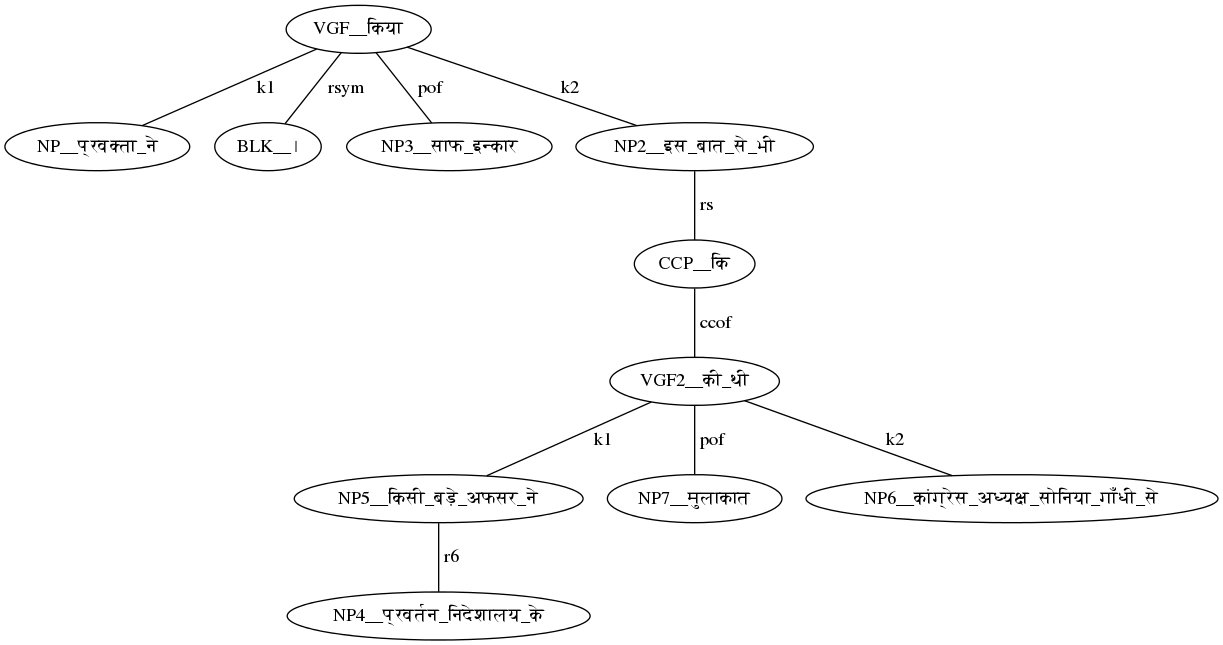 VGF__किया
k1 rsym pof k2
NP__प्रवक्ता_ने BLK__। NP3__साफ_इन्कार NP2__इस_बात_से_भी
rs
CCP__कि
ccof
VGF2__की_थी
k1 pof k2
NP5__किसी_बड़े_अफसर_ने NP7__मुलाकात NP6__कांग्रेस_अध्यक्ष_सोनिया_गाँधी_से
r6
NP4__प्रवर्तन_निदेशालय_के